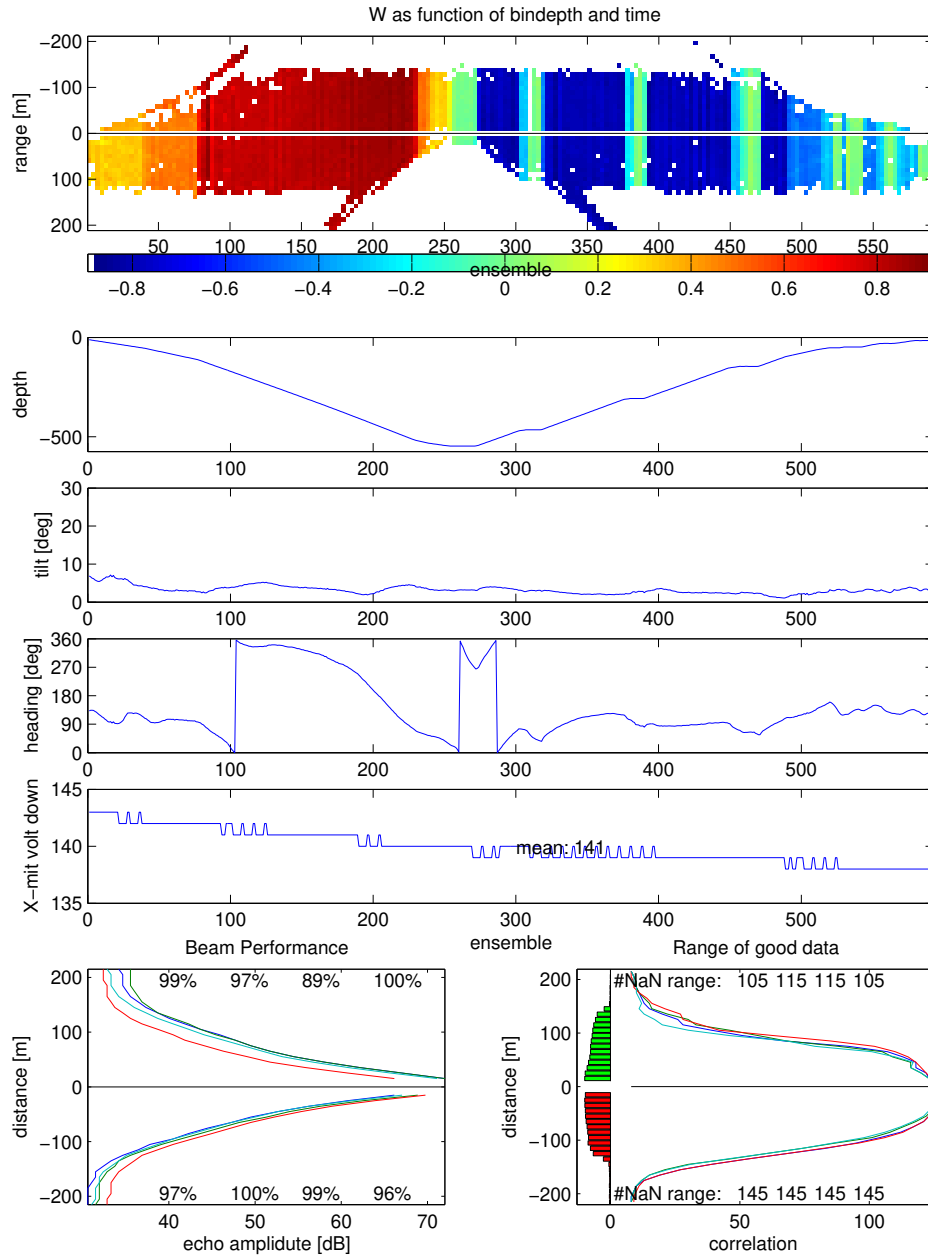 W as function of bindepth and time
−200
−100
0
100
200
range [m]
50 100 150 200 250 300 350 400 450 500 550
ensemble
−0.8 −0.6 −0.4 −0.2 0 0.2 0.4 0.6 0.8
0
−500
depth
0 100 200 300 400 500
30
20
10
0
tilt [deg]
0 100 200 300 400 500
360
270
180
90
0
heading [deg]
0 100 200 300 400 500
145
140
135
X−mit volt down
mean: 141
0 100 200 300 400 500
ensemble
Beam Performance
200
100
0
−100
−200
distance [m]
99% 97% 89% 100%
97% 100% 99% 96%
40 50 60 70
echo amplidute [dB]
Range of good data
200
100
0
−100
−200
distance [m]
#NaN range: 105 115 115 105
#NaN range: 145 145 145 145
0 50 100
correlation